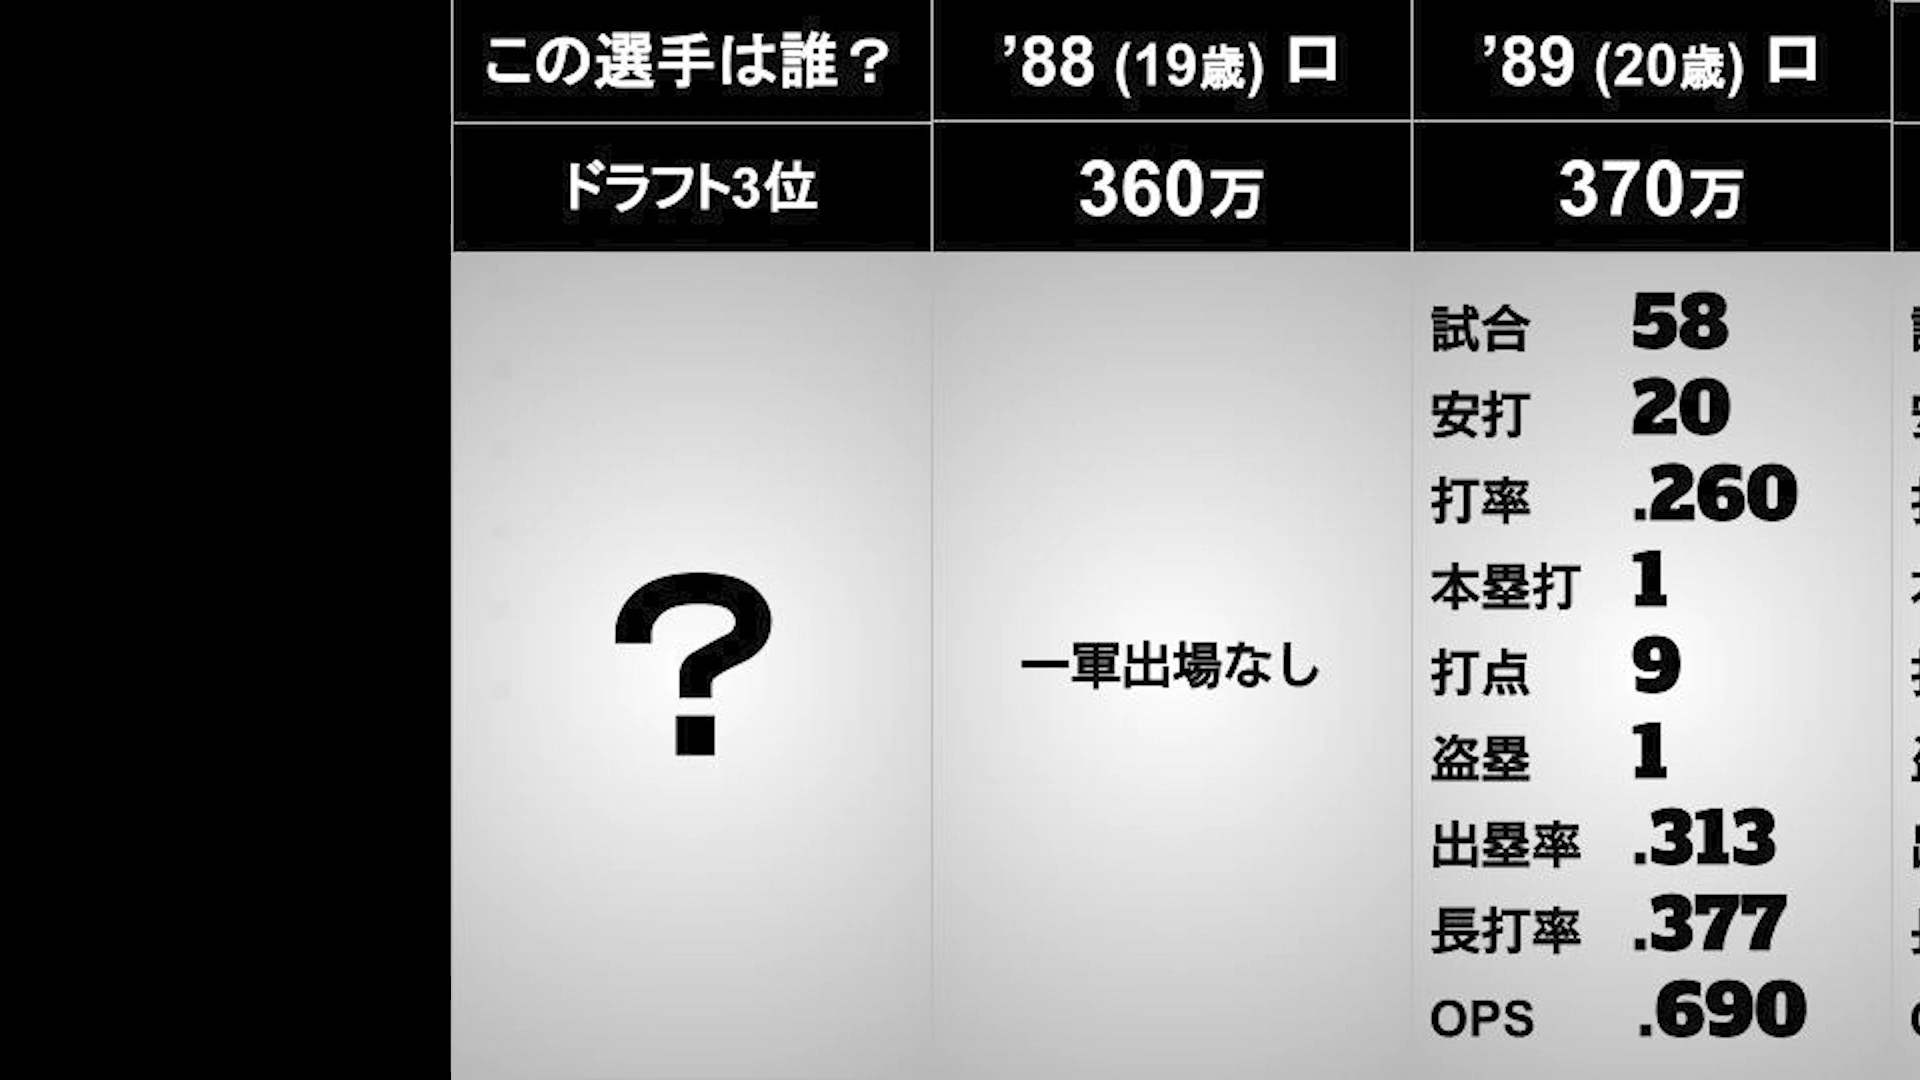 この選手は誰？
ドラフト3位
？
’88 (19歳) ロ
360万
一軍出場なし
’89 (20歳) ロ
370万
試合 58
安打 20
打率 .260
本塁打 1
打点 9
盗塁 1
出塁率 .313
長打率 .377
OPS .690